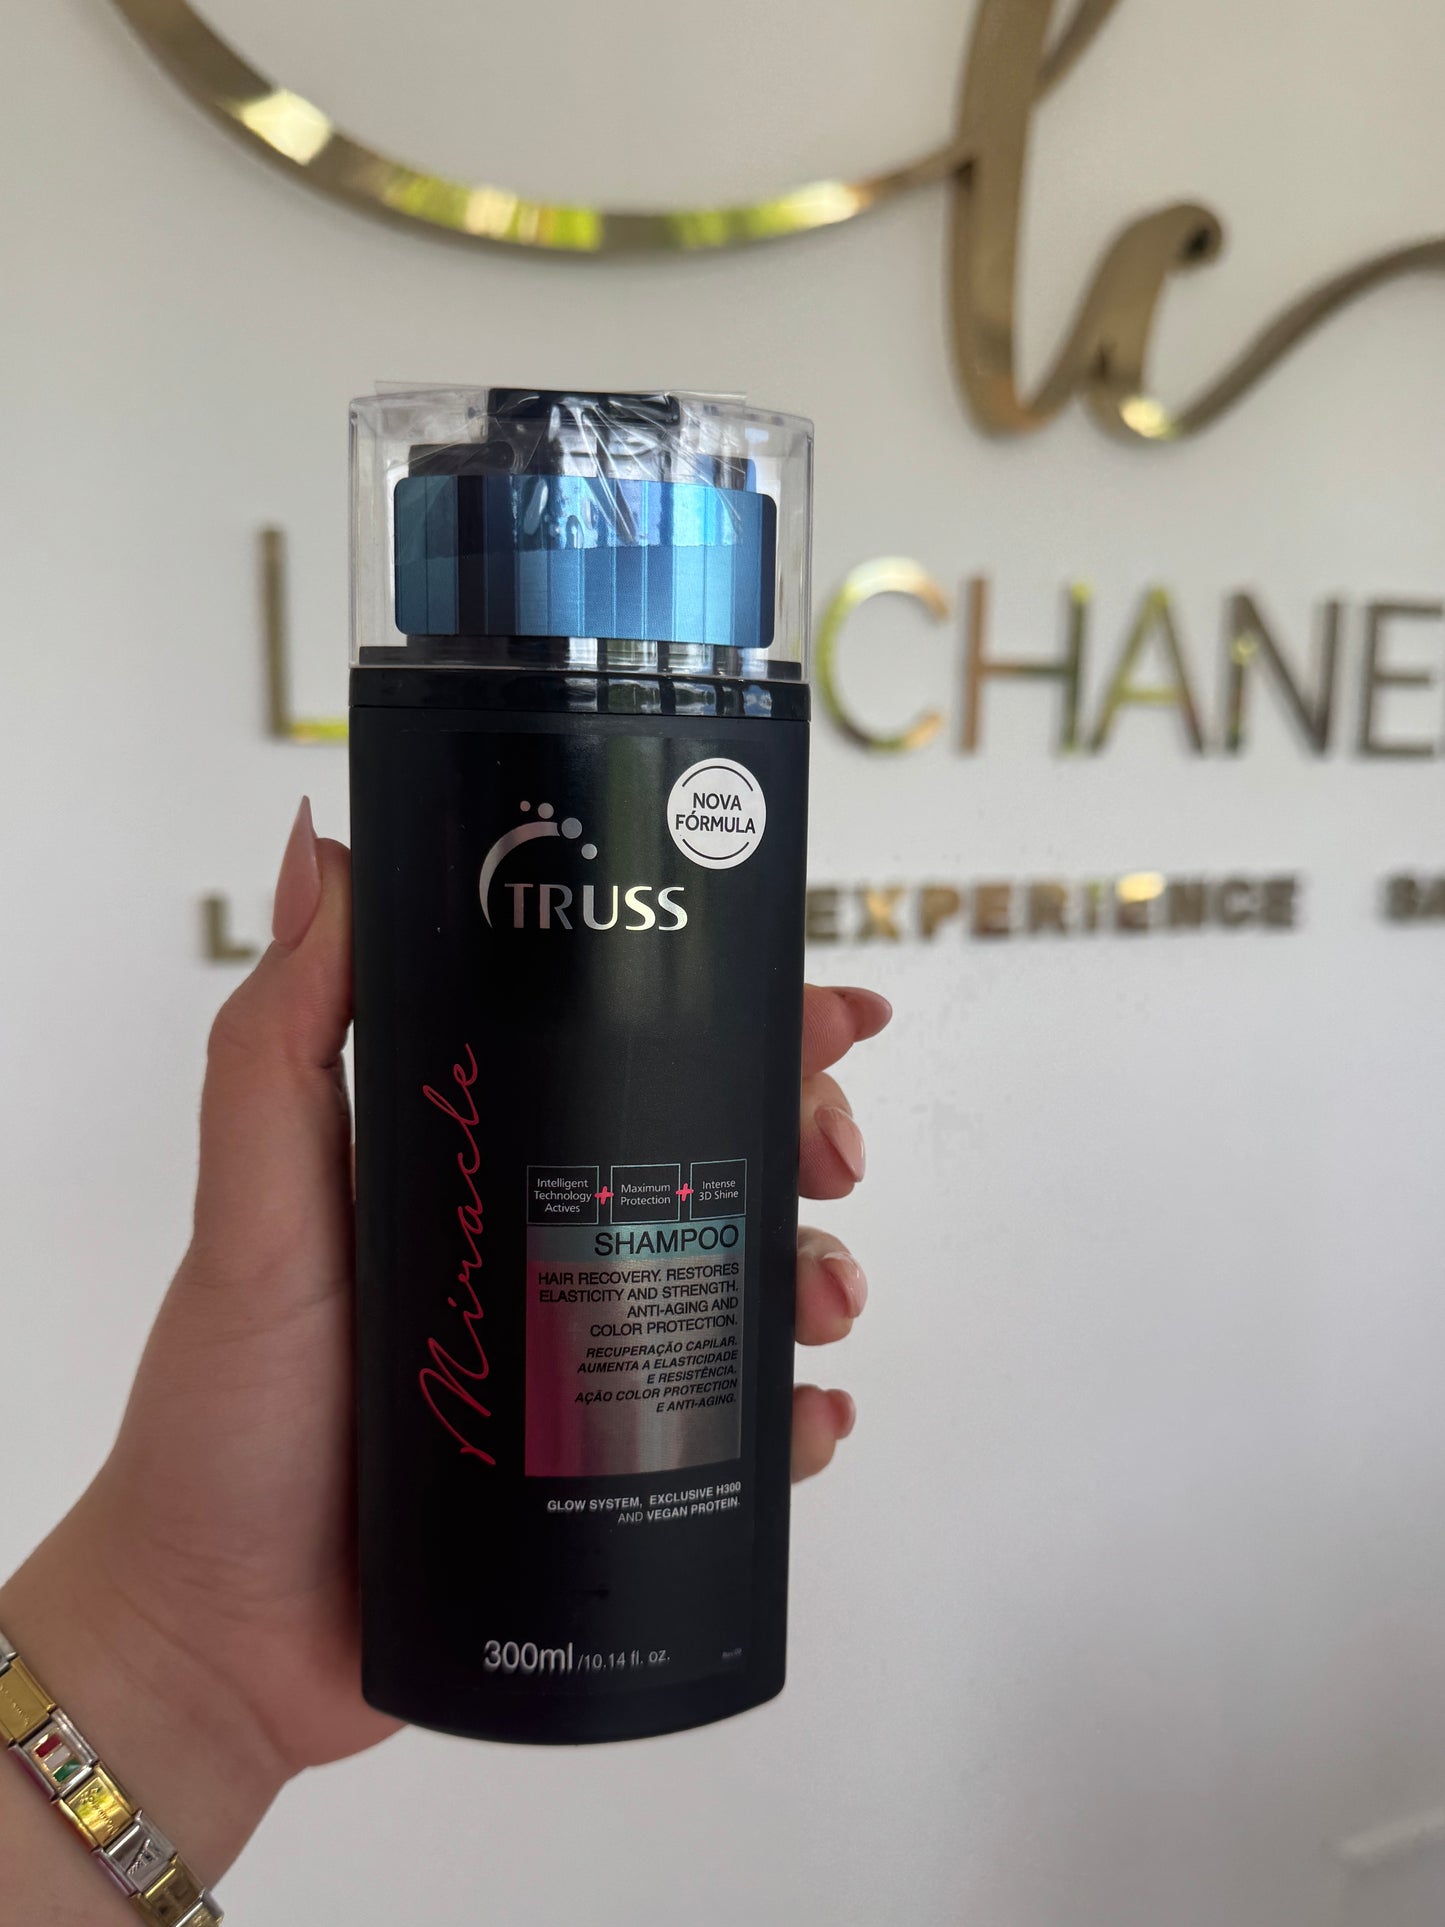 CHANE
EXPERIENCE
NOVA
FÓRMULA
TRUSS
Miracle
Intelligent
Technology
Actives
+
Maximum
Protection
+
Intense
3D Shine
SHAMPOO
HAIR RECOVERY. RESTORES
ELASTICITY AND STRENGTH.
ANTI-AGING AND
COLOR PROTECTION.
RECUPERAÇÃO CAPILAR.
AUMENTA A ELASTICIDADE
E RESISTÊNCIA.
AÇÃO COLOR PROTECTION
E ANTI-AGING.
GLOW SYSTEM, EXCLUSIVE H300
AND VEGAN PROTEIN.
300ml/10.14 fl. oz.